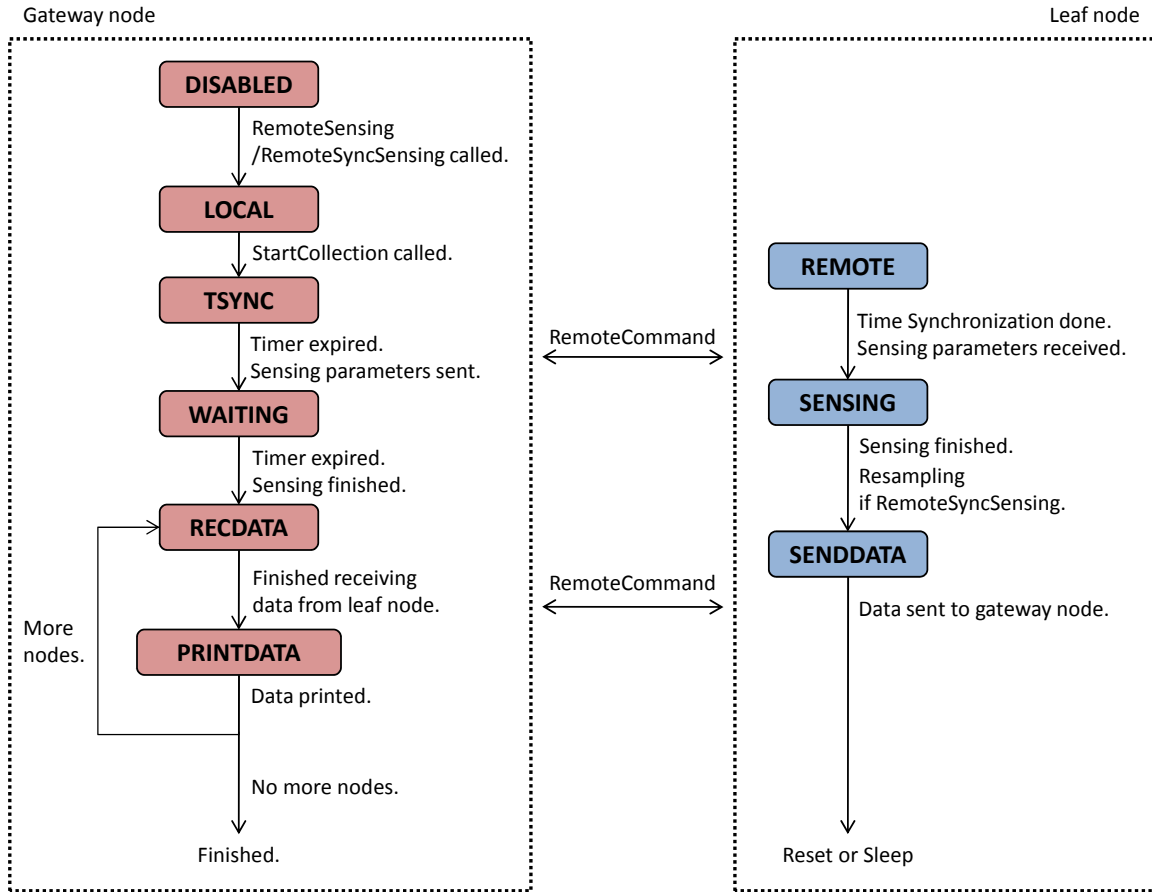 Gateway node
DISABLED
RemoteSensing
/RemoteSyncSensing called.
LOCAL
StartCollection called.
TSYNC
Timer expired.
Sensing parameters sent.
WAITING
Timer expired.
Sensing finished.
RECDATA
Finished receiving
data from leaf node.
More
nodes.
PRINTDATA
Data printed.
No more nodes.
Finished.
RemoteCommand
RemoteCommand
Leaf node
REMOTE
Time Synchronization done.
Sensing parameters received.
SENSING
Sensing finished.
Resampling
if RemoteSyncSensing.
SENDDATA
Data sent to gateway node.
Reset or Sleep